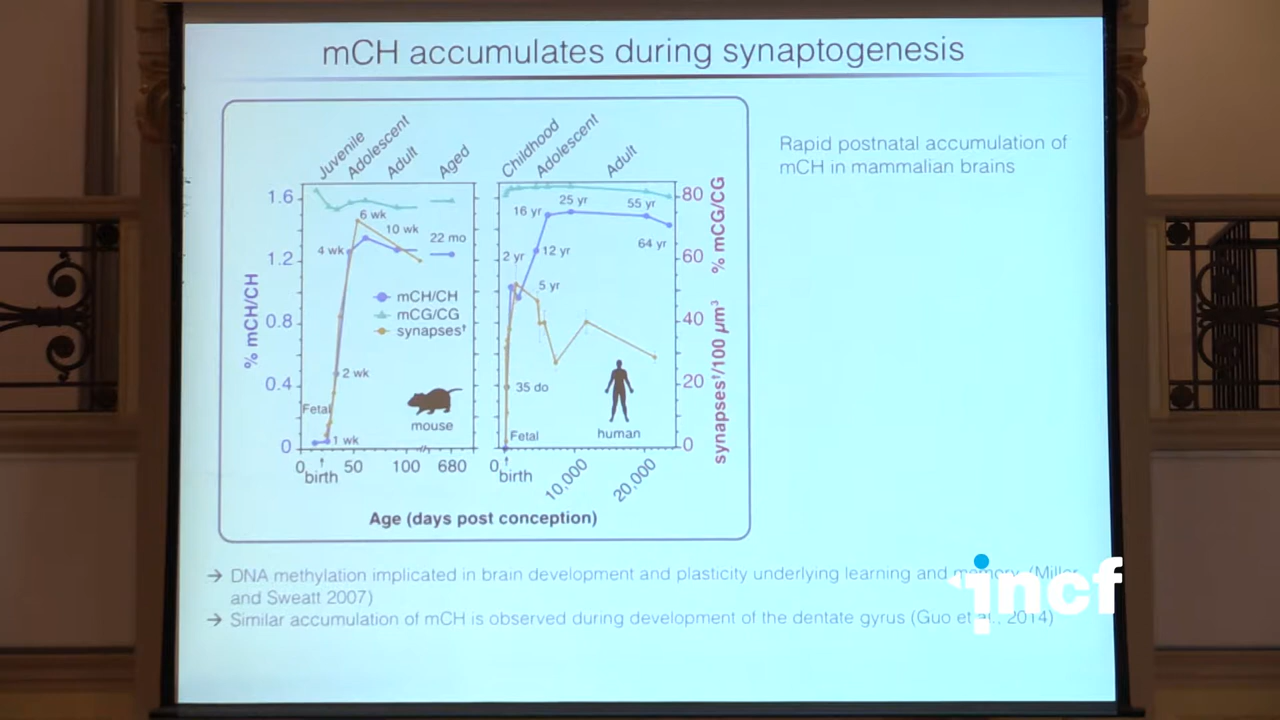 mCH accumulates during synaptogenesis
Rapid postnatal accumulation of
mCH in mammalian brains
Juvenile
Adolescent
Adult
Aged
Childhood
Adolescent
Adult
% mCH/CH
1.6
1.2
0.8
0.4
0
6 wk
10 wk
4 wk
22 mo
mCH/CH
mCG/CG
synapses†
2 wk
Fetal
1 wk
mouse
0
birth
50
100
680
25 yr
16 yr
55 yr
12 yr
64 yr
2 yr
5 yr
35 do
Fetal
human
0
birth
10,000
20,000
80
60
40
20
0
% mCG/CG
synapses†/100 µm³
Age (days post conception)
→ DNA methylation implicated in brain development and plasticity underlying learning and memory (Miller
and Sweatt 2007)
→ Similar accumulation of mCH is observed during development of the dentate gyrus (Guo et al., 2014)
incf